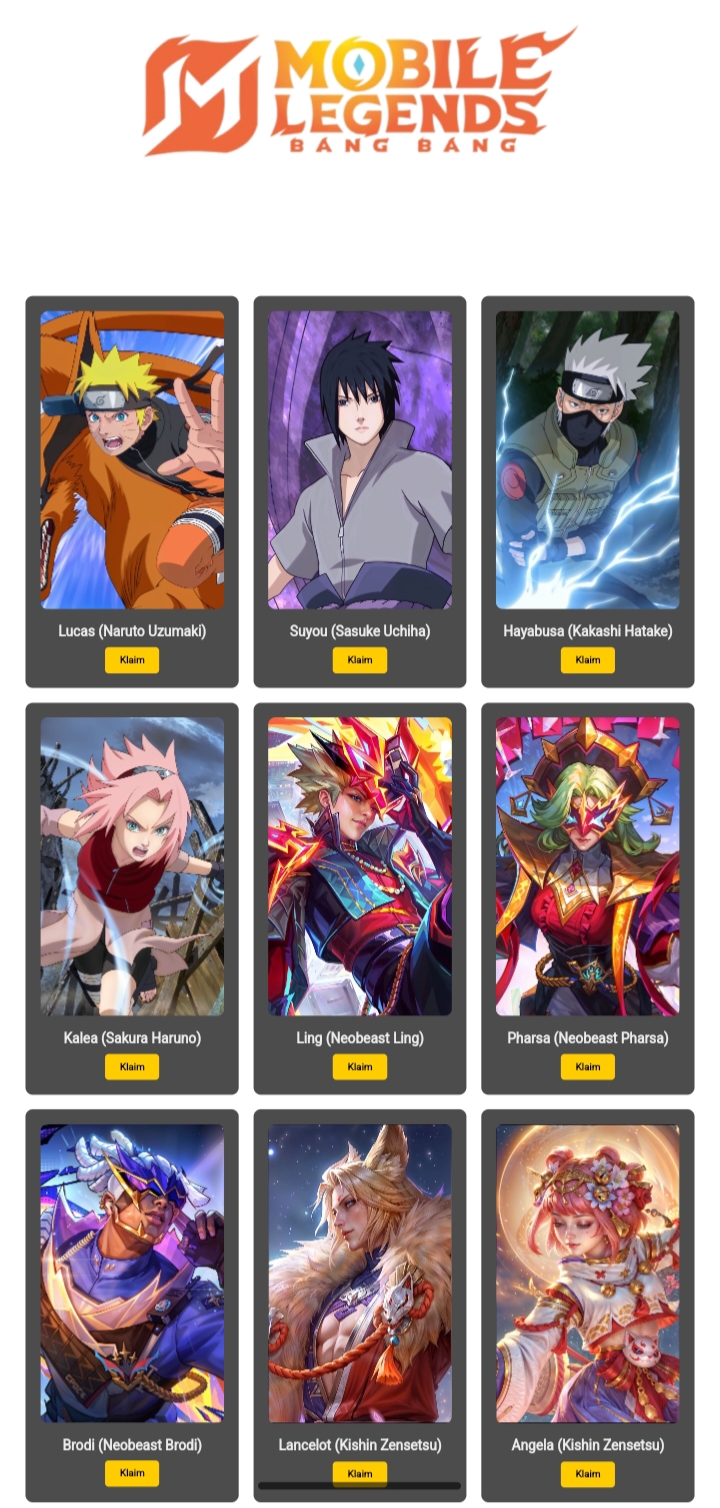 MOBILE
LEGENDS
BANG BANG
Lucas (Naruto Uzumaki)
Klaim
Suyou (Sasuke Uchiha)
Klaim
Hayabusa (Kakashi Hatake)
Klaim
Kalea (Sakura Haruno)
Klaim
Ling (Neobeast Ling)
Klaim
Pharsa (Neobeast Pharsa)
Klaim
Brodi (Neobeast Brodi)
Klaim
Lancelot (Kishin Zensetsu)
Klaim
Angela (Kishin Zensetsu)
Klaim